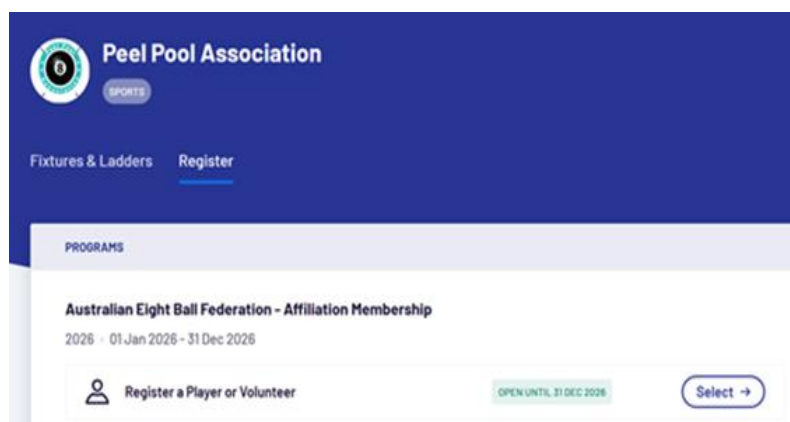 8
Peel Pool Association
SPORTS
Fixtures & Ladders Register
PROGRAMS
Australian Eight Ball Federation - Affiliation Membership
2026 · 01 Jan 2026 - 31 Dec 2026
Register a Player or Volunteer OPEN UNTIL 31 DEC 2026 Select →